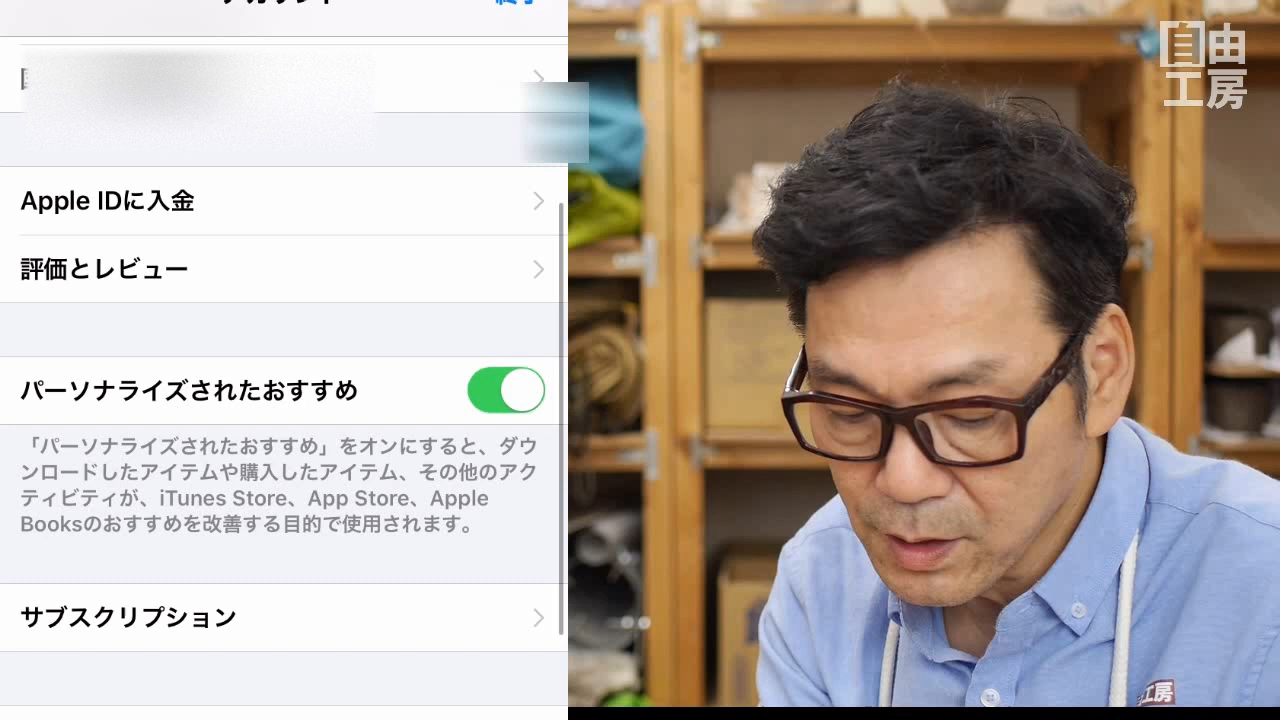 Apple IDに入金
評価とレビュー
パーソナライズされたおすすめ
「パーソナライズされたおすすめ」をオンにすると、ダウ
ンロードしたアイテムや購入したアイテム、その他のアク
ティビティが、iTunes Store、App Store、Apple
Booksのおすすめを改善する目的で使用されます。
サブスクリプション
自由
工房
工房